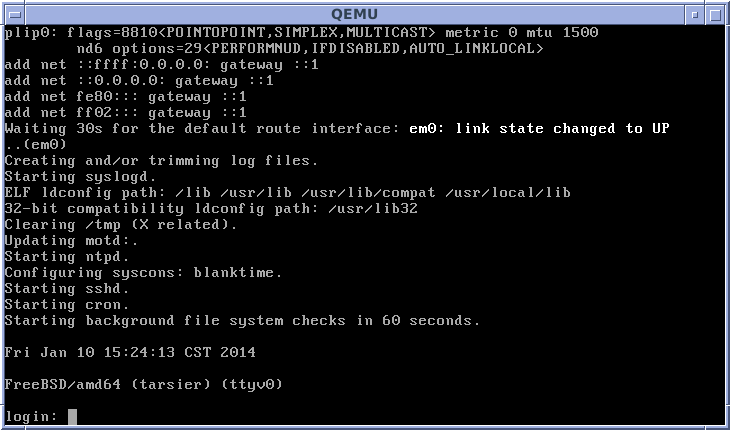 QEMU
plip0: flags=8810<POINTOPOINT,SIMPLEX,MULTICAST> metric 0 mtu 1500
        nd6 options=29<PERFORMNUD,IFDISABLED,AUTO_LINKLOCAL>
add net ::ffff:0.0.0.0: gateway ::1
add net ::0.0.0.0: gateway ::1
add net fe80::: gateway ::1
add net ff02::: gateway ::1
Waiting 30s for the default route interface: em0: link state changed to UP
..(em0)
Creating and/or trimming log files.
Starting syslogd.
ELF ldconfig path: /lib /usr/lib /usr/lib/compat /usr/local/lib
32-bit compatibility ldconfig path: /usr/lib32
Clearing /tmp (X related).
Updating motd:.
Starting ntpd.
Configuring syscons: blanktime.
Starting sshd.
Starting cron.
Starting background file system checks in 60 seconds.
Fri Jan 10 15:24:13 CST 2014
FreeBSD/amd64 (tarsier) (ttyv0)
login: